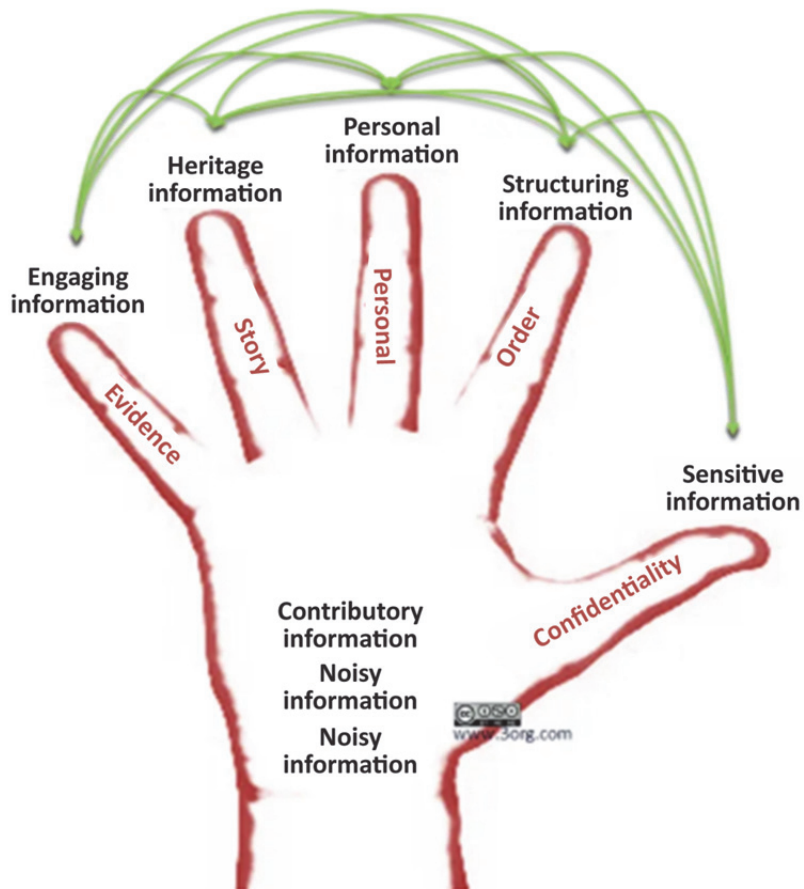 Personal
information
Heritage
information
Structuring
information
Engaging
information
Evidence
Story
Personal
Order
Sensitive
information
Confidentiality
Contributory
information
Noisy
information
Noisy
information
www.3org.com